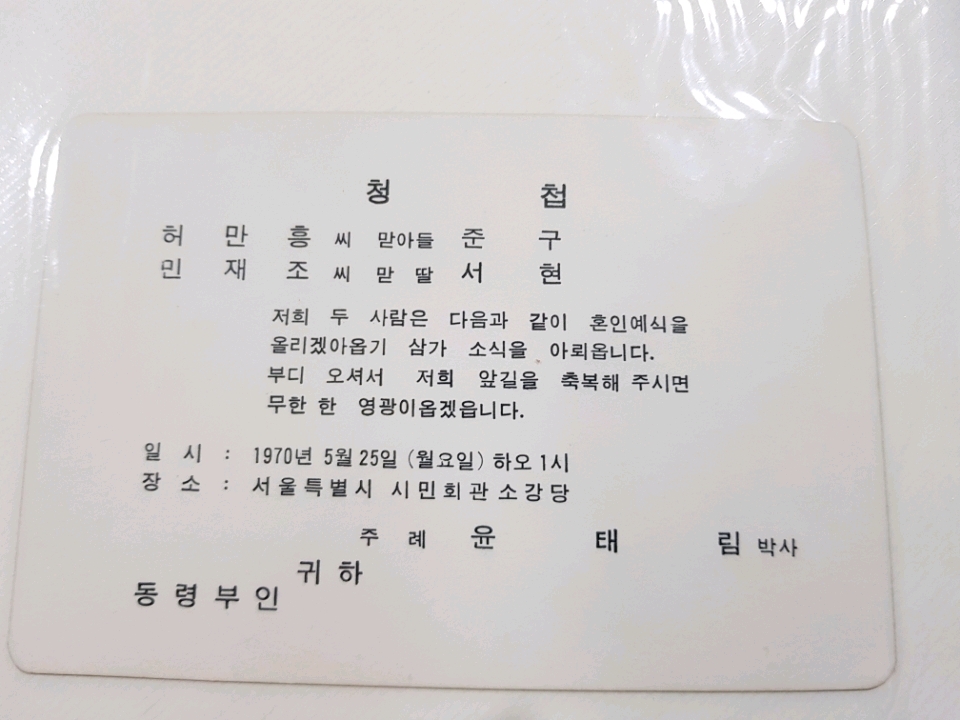 청 첩
허 만 흥 씨 맏아들 준 구
민 재 조 씨 맏 딸 서 현
저희 두 사람은 다음과 같이 혼인예식을
올리겠아옵기 삼가 소식을 아뢰옵니다.
부디 오셔서 저희 앞길을 축복해 주시면
무한 한 영광이옵겠읍니다.
일 시 : 1970년 5월 25일 (월요일) 하오 1시
장 소 : 서울특별시 시민회관 소강당
주 례 윤 태 림 박사
귀 하
동 령 부 인